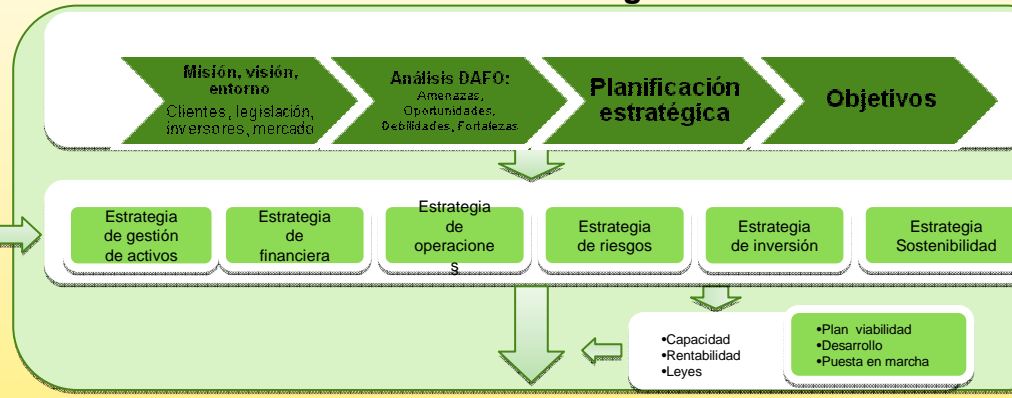 Misión, visión,
entorno
Clientes, legislación,
inversores, mercado
Análisis DAFO:
Amenazas,
Oportunidades,
Debilidades, Fortalezas
Planificación
estratégica
Objetivos
Estrategia
de gestión
de activos
Estrategia
de
financiera
Estrategia
de
operacione
s
Estrategia
de riesgos
Estrategia
de inversión
Estrategia
Sostenibilidad
•Capacidad
•Rentabilidad
•Leyes
•Plan viabilidad
•Desarrollo
•Puesta en marcha